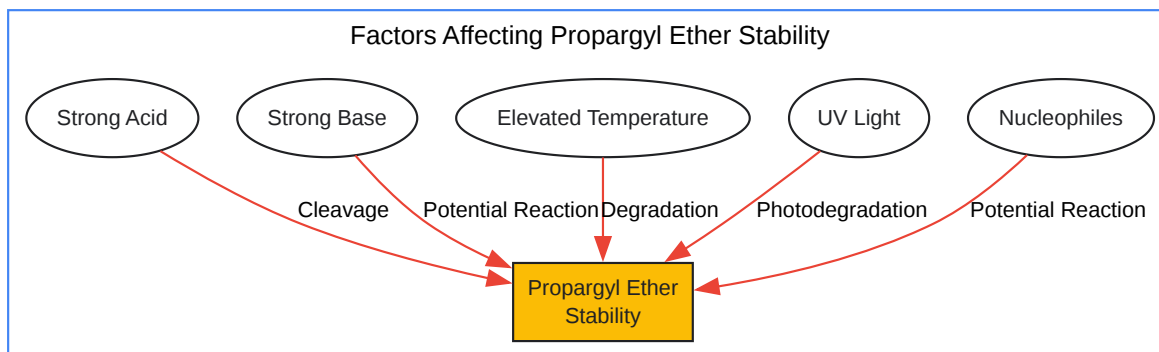 Factors Affecting Propargyl Ether Stability
Strong Acid
Strong Base
Elevated Temperature
UV Light
Nucleophiles
Cleavage
Potential Reaction
Degradation
Photodegradation
Potential Reaction
Propargyl Ether
Stability